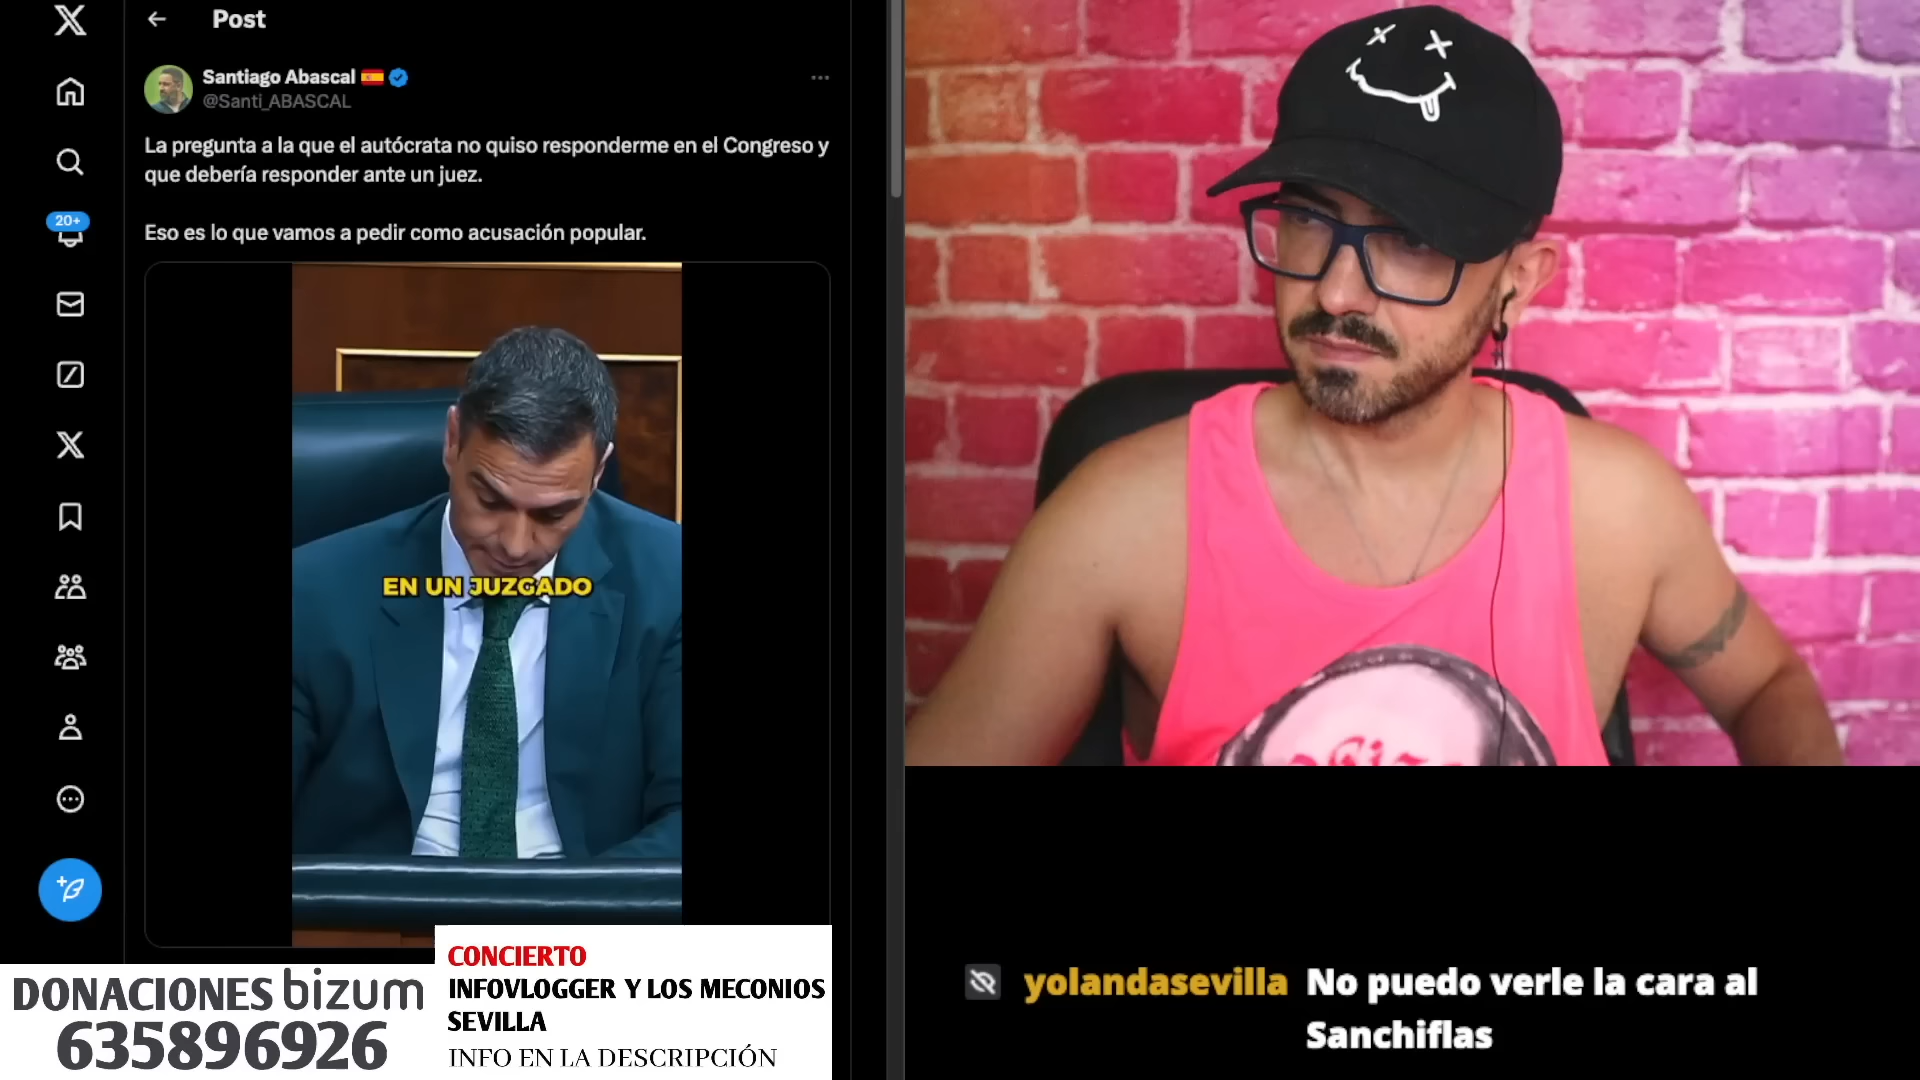 Post
Santiago Abascal
@Santi_ABASCAL
La pregunta a la que el autócrata no quiso responderme en el Congreso y
que debería responder ante un juez.
Eso es lo que vamos a pedir como acusación popular.
20+
EN UN JUZGADO
DONACIONES bizum
635896926
CONCIERTO
INFOVLOGGER Y LOS MECONIOS
SEVILLA
INFO EN LA DESCRIPCIÓN
yolandasevilla No puedo verle la cara al
Sanchiflas